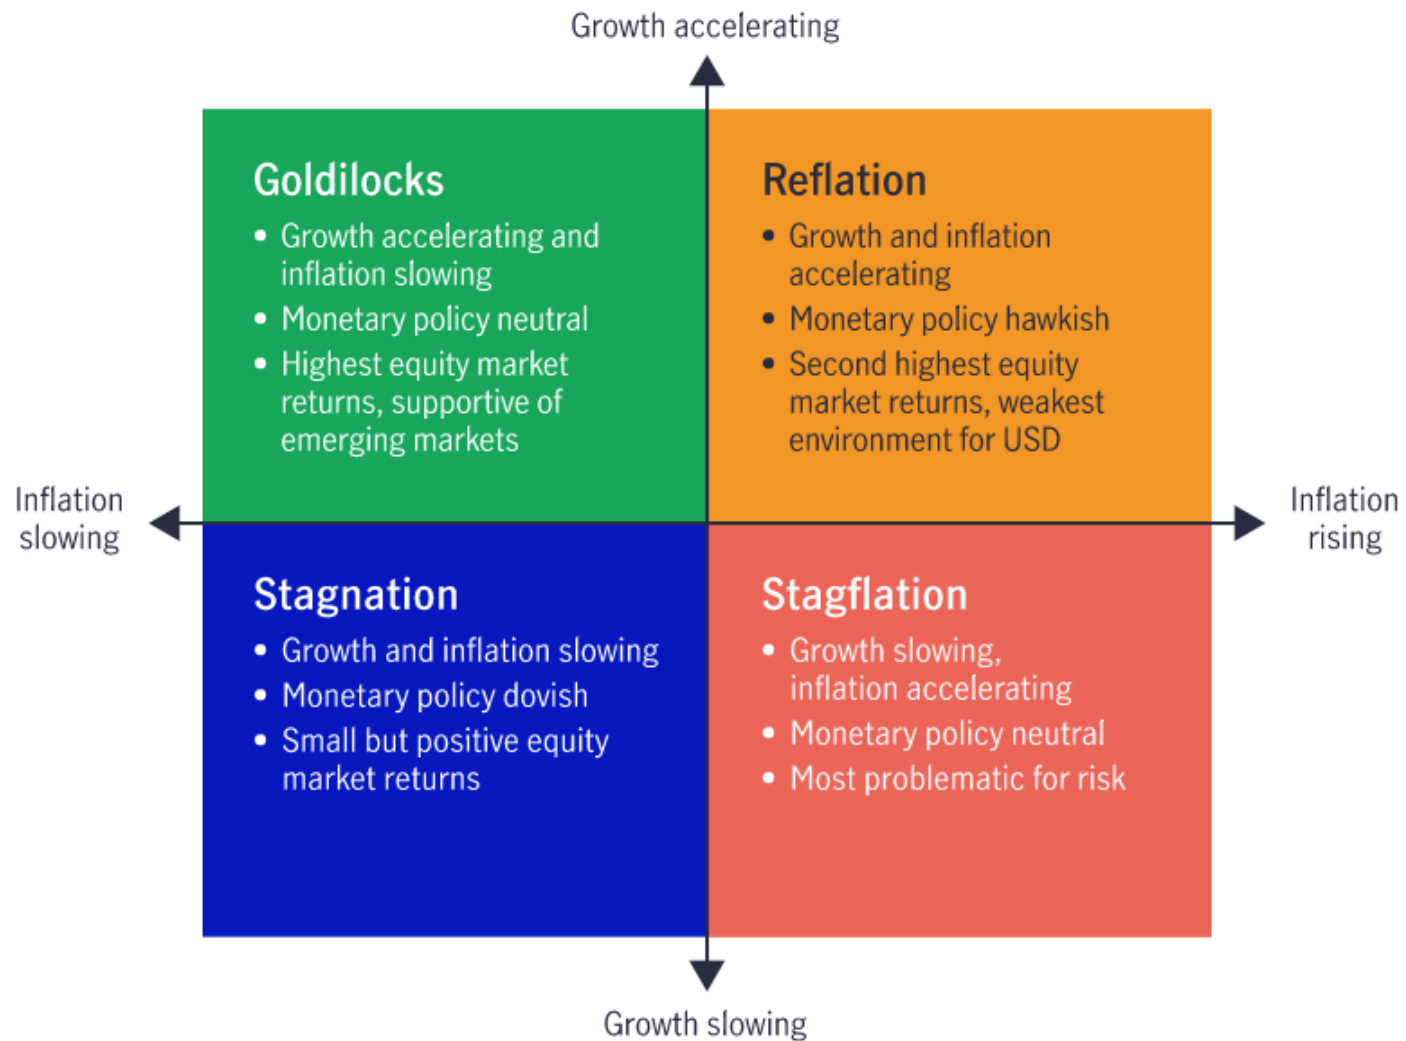 Growth accelerating
Goldilocks
• Growth accelerating and
inflation slowing
• Monetary policy neutral
• Highest equity market
returns, supportive of
emerging markets
Reflation
• Growth and inflation
accelerating
• Monetary policy hawkish
• Second highest equity
market returns, weakest
environment for USD
Inflation
slowing
Inflation
rising
Stagnation
• Growth and inflation slowing
• Monetary policy dovish
• Small but positive equity
market returns
Stagflation
• Growth slowing,
inflation accelerating
• Monetary policy neutral
• Most problematic for risk
Growth slowing